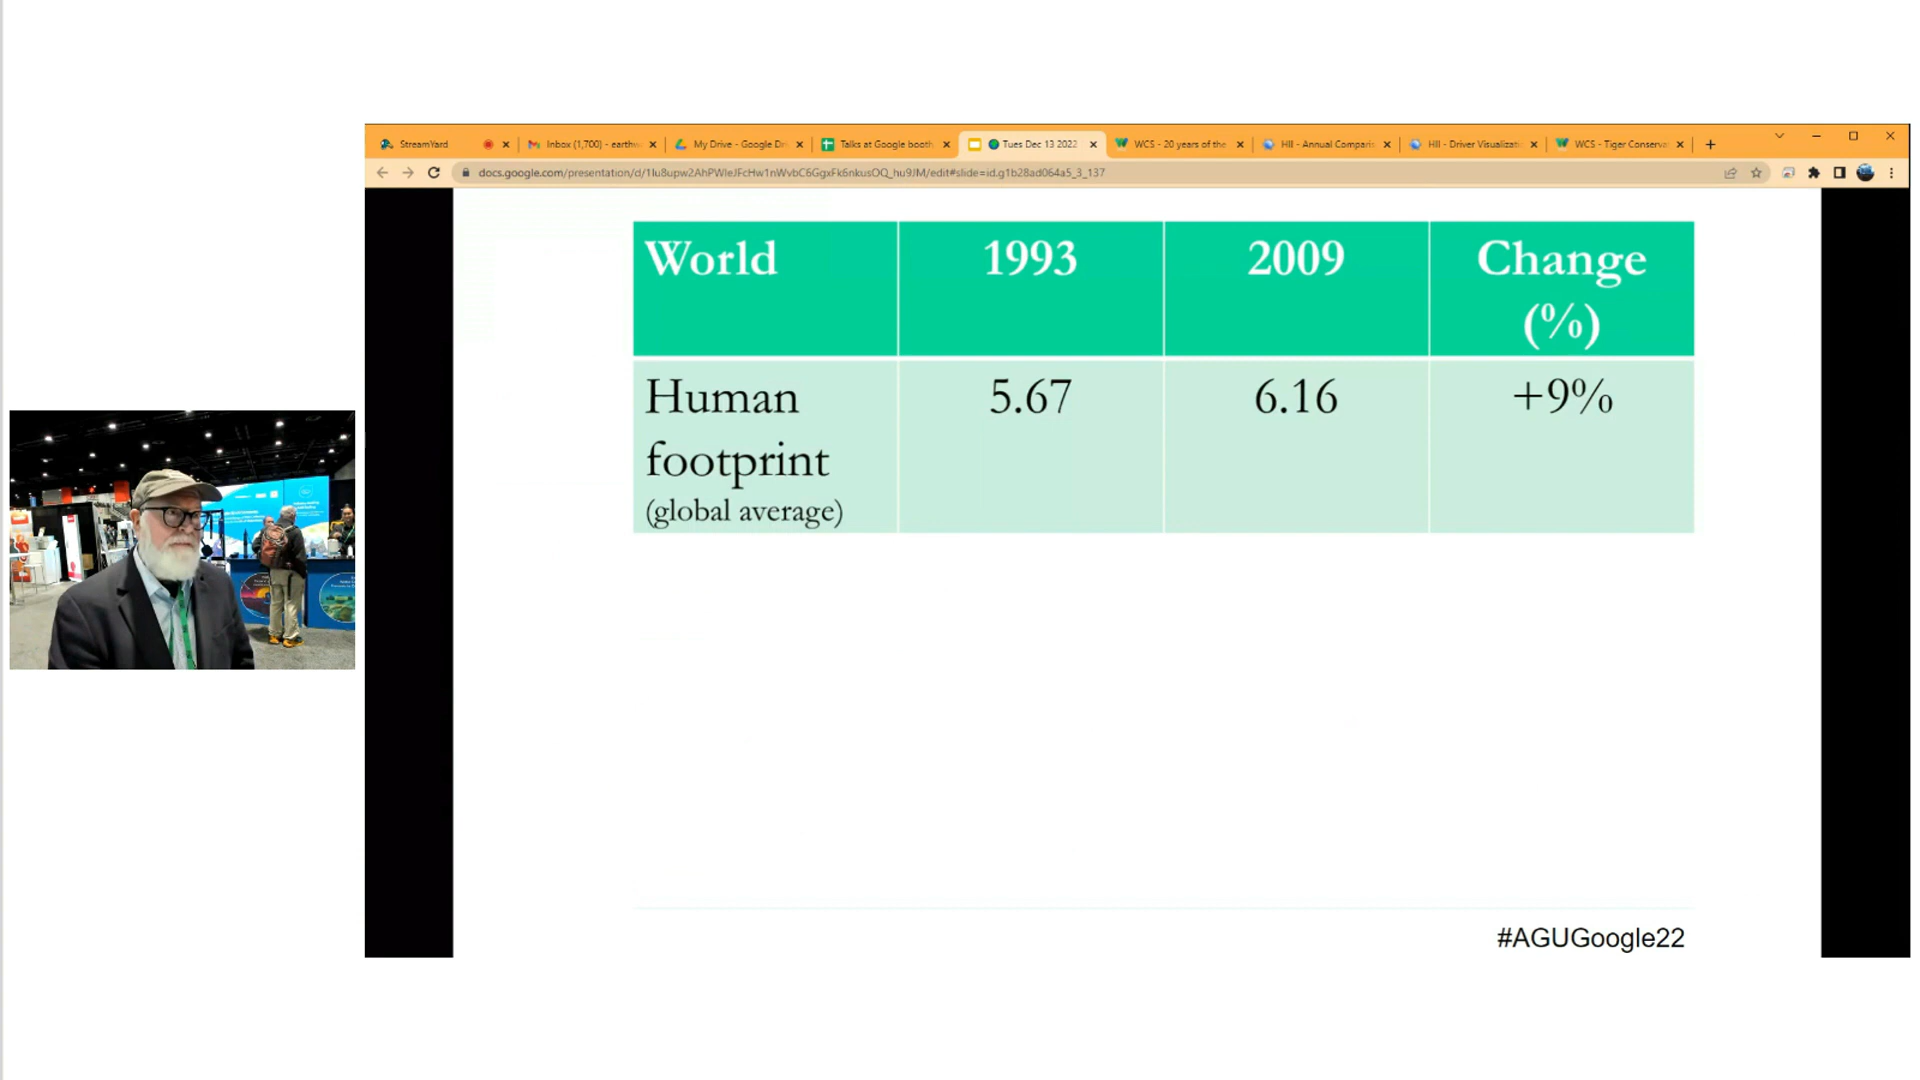 StreamYard
Inbox (1,700) - earthw
My Drive - Google Dr
Talks at Google booth
Tues Dec 13 2022
WCS - 20 years of the
HII - Annual Comparis
HII - Driver Visualizati
WCS - Tiger Conserva
docs.google.com/presentation/d/1lu8upw2AhPWleJFcHw1nWvbC6GgxFk6nkusOQ_hu9JM/edit#slide=id.g1b28ad064a5_3_137
World 1993 2009 Change
(%)
Human 5.67 6.16 +9%
footprint
(global average)
#AGUGoogle22